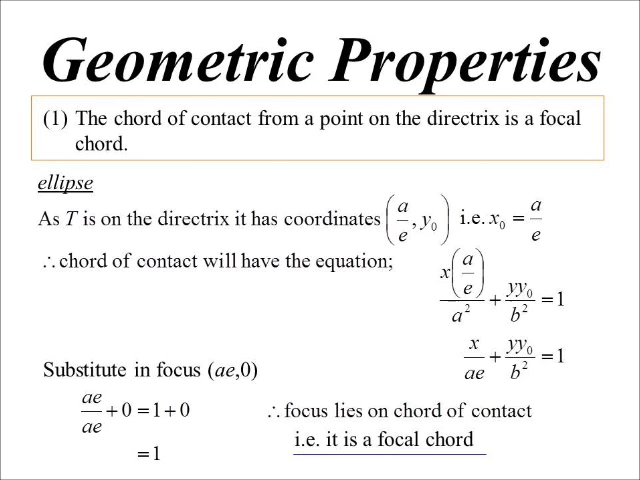 Geometric Properties
(1) The chord of contact from a point on the directrix is a focal
chord.
ellipse
As T is on the directrix it has coordinates (a/e, y₀) i.e. x₀ = a/e
∴ chord of contact will have the equation;
x(a/e)/a² + yy₀/b² = 1
x/ae + yy₀/b² = 1
Substitute in focus (ae,0)
ae/ae + 0 = 1 + 0
∴ focus lies on chord of contact
= 1
i.e. it is a focal chord